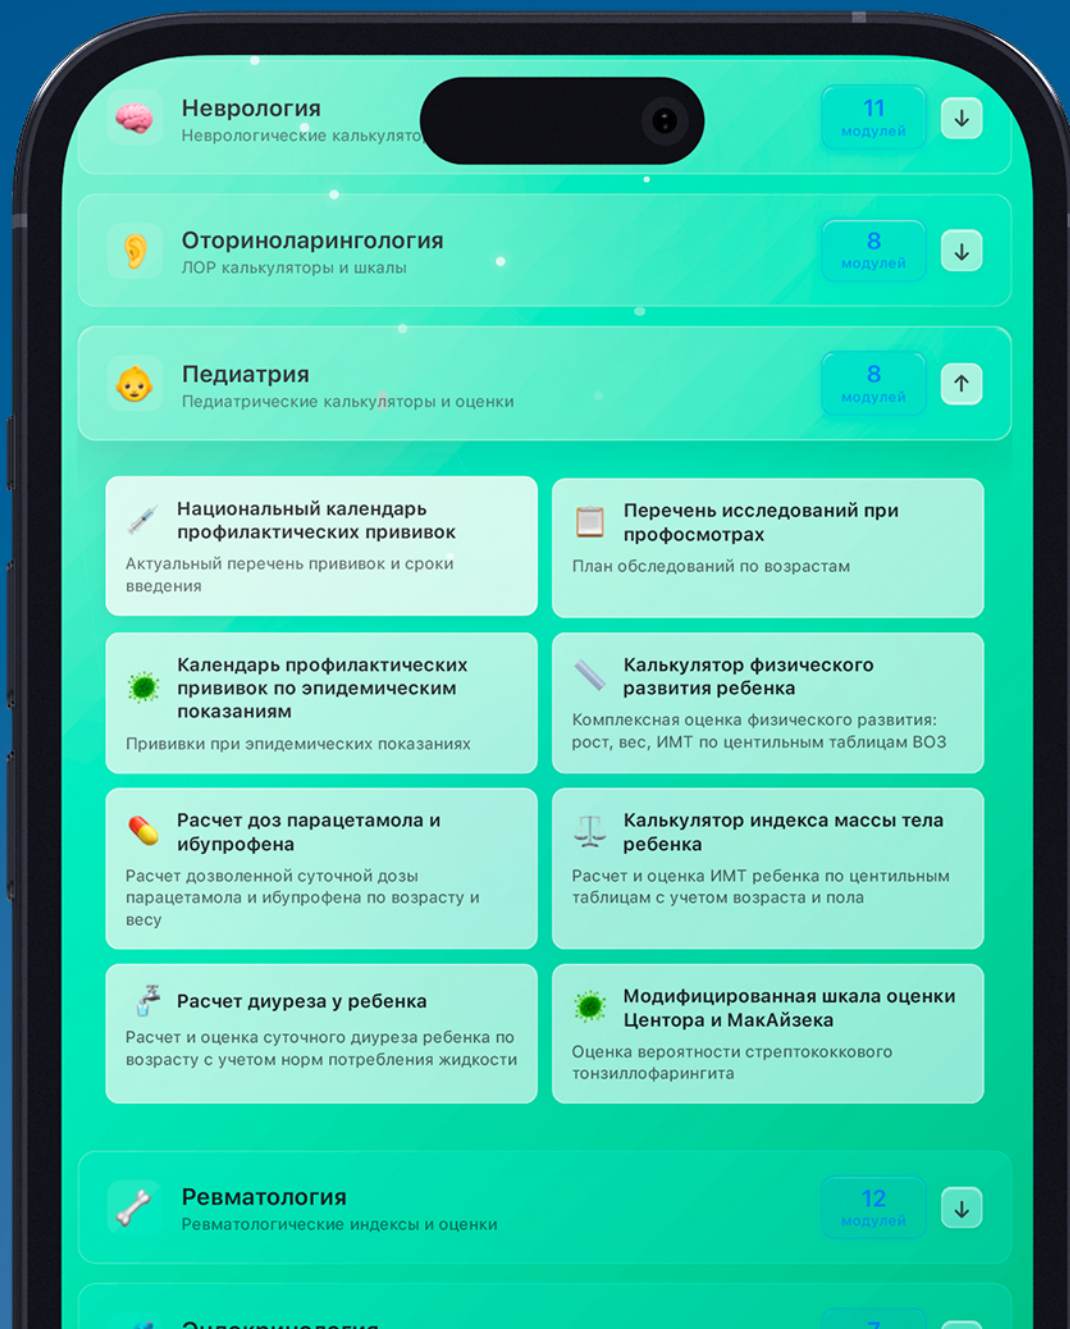 Неврология
Неврологические калькулято
11
модулей
Оториноларингология
ЛОР калькуляторы и шкалы
8
модулей
Педиатрия
Педиатрические калькуляторы и оценки
8
модулей
Национальный календарь
профилактических прививок
Актуальный перечень прививок и сроки
введения
Перечень исследований при
профосмотрах
План обследований по возрастам
Календарь профилактических
прививок по эпидемическим
показаниям
Прививки при эпидемических показаниях
Калькулятор физического
развития ребенка
Комплексная оценка физического развития:
рост, вес, ИМТ по центильным таблицам ВОЗ
Расчет доз парацетамола и
ибупрофена
Расчет дозволенной суточной дозы
парацетамола и ибупрофена по возрасту и
весу
Калькулятор индекса массы тела
ребенка
Расчет и оценка ИМТ ребенка по центильным
таблицам с учетом возраста и пола
Расчет диуреза у ребенка
Расчет и оценка суточного диуреза ребенка по
возрасту с учетом норм потребления жидкости
Модифицированная шкала оценки
Центора и МакАйзека
Оценка вероятности стрептококкового
тонзиллофарингита
Ревматология
Ревматологические индексы и оценки
12
модулей
Эндокринология
7